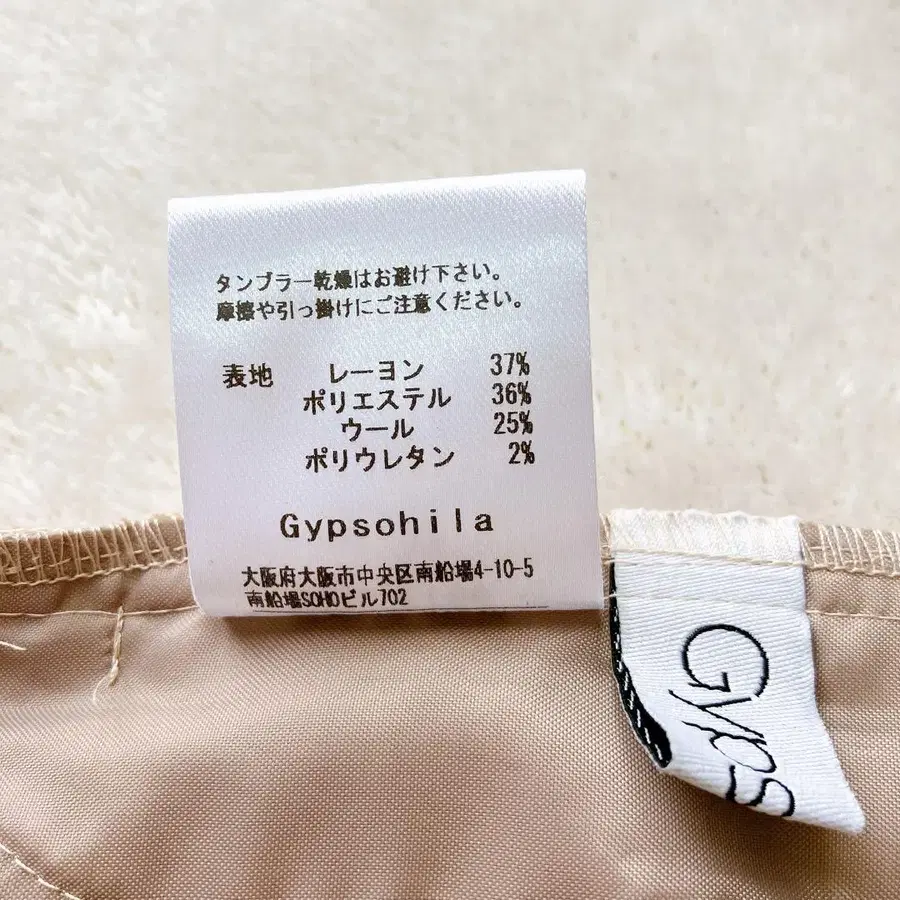 タンブラー乾燥はお避け下さい。
摩擦や引っ掛けにご注意ください。
表地 レーヨン 37%
ポリエステル 36%
ウール 25%
ポリウレタン 2%
Gypsohila
大阪府大阪市中央区南船場4-10-5
南船場SOHOビル702
Gyps